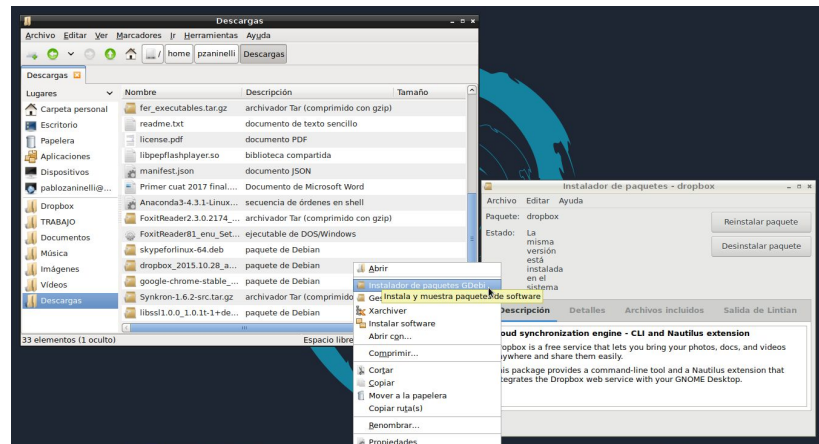 Descargas
Archivo Editar Ver Marcadores Ir Herramientas Ayuda
/ home pzaninelli Descargas
Descargas
Lugares
Carpeta personal
Escritorio
Papelera
Aplicaciones
Dispositivos
pablozaninelli@...
Dropbox
TRABAJO
Documentos
Música
Imágenes
Vídeos
Descargas
Nombre Descripción Tamaño
fer_executables.tar.gz archivador Tar (comprimido con gzip)
readme.txt documento de texto sencillo
license.pdf documento PDF
libpepflashplayer.so biblioteca compartida
manifest.json documento JSON
Primer cuat 2017 final.... Documento de Microsoft Word
Anaconda3-4.3.1-Linux... secuencia de órdenes en shell
FoxitReader2.3.0.2174_... archivador Tar (comprimido con gzip)
FoxitReader81_enu_Set... ejecutable de DOS/Windows
skypeforlinux-64.deb paquete de Debian
dropbox_2015.10.28_a... paquete de Debian
google-chrome-stable_... paquete de Debian
Synkron-1.6.2-src.tar.gz archivador Tar (comprimido
libssl1.0.0_1.0.1t-1+de... paquete de Debian
33 elementos (1 oculto) Espacio libre
Abrir
Instalador de paquetes GDebi
Ges
Instala y muestra paquetes de software
Xarchiver
Instalar software
Abrir con...
Comprimir...
Cortar
Copiar
Mover a la papelera
Copiar ruta(s)
Renombrar...
Propiedades
Instalador de paquetes - dropbox
Archivo Editar Ayuda
Paquete: dropbox
Estado: La
misma
versión
está
instalada
en el
sistema
Reinstalar paquete
Desinstalar paquete
Descripción Detalles Archivos incluidos Salida de Lintian
oud synchronization engine - CLI and Nautilus extension
opbox is a free service that lets you bring your photos, docs, and videos
ywhere and share them easily.
is package provides a command-line tool and a Nautilus extension that
tegrates the Dropbox web service with your GNOME Desktop.